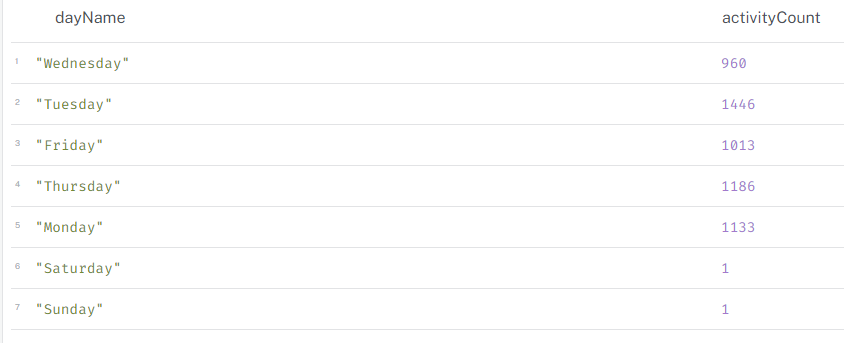 dayName activityCount
1 "Wednesday" 960
2 "Tuesday" 1446
3 "Friday" 1013
4 "Thursday" 1186
5 "Monday" 1133
6 "Saturday" 1
7 "Sunday" 1